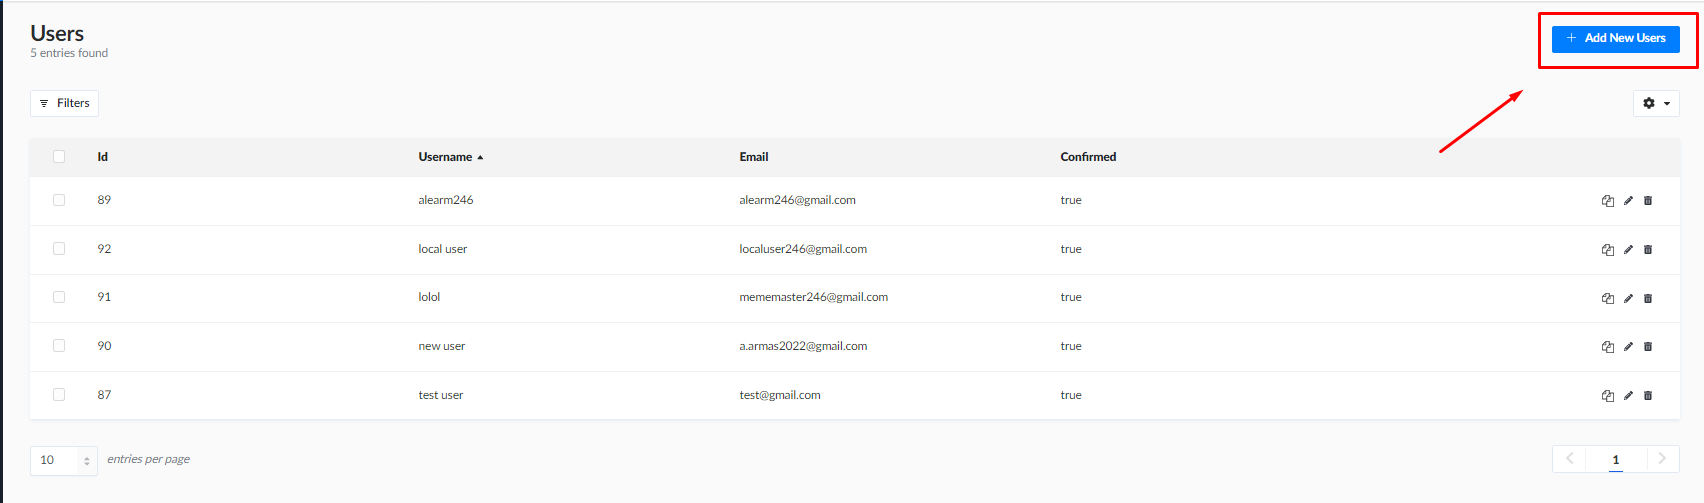 Users
5 entries found
+ Add New Users
Filters
Id Username Email Confirmed
89 alearm246 alearm246@gmail.com true
92 local user localuser246@gmail.com true
91 lolol mememaster246@gmail.com true
90 new user a.armas2022@gmail.com true
87 test user test@gmail.com true
10 entries per page
1